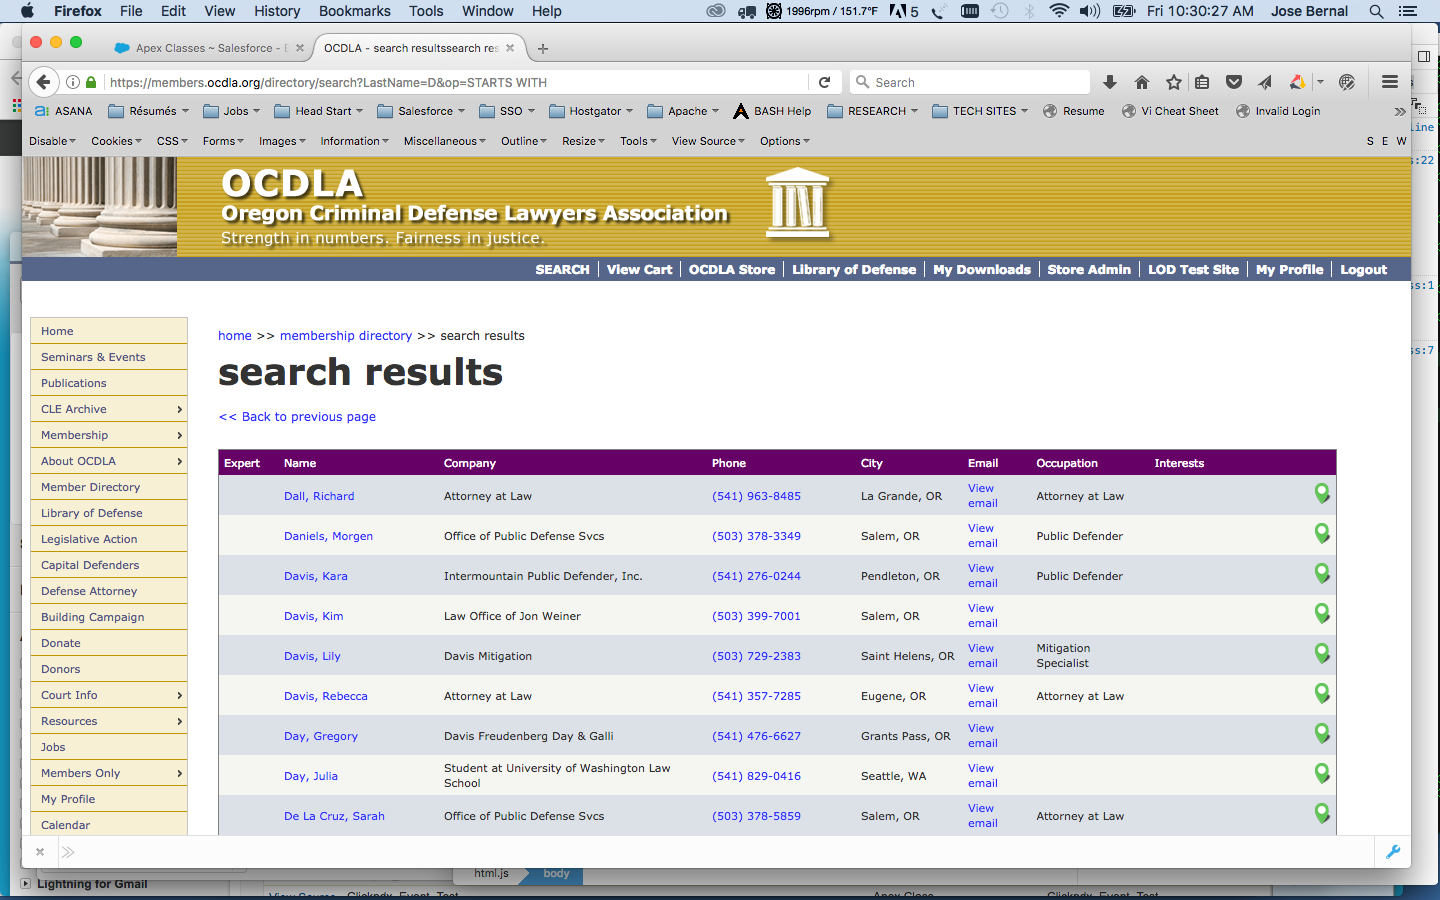 Firefox File Edit View History Bookmarks Tools Window Help 1996rpm / 151.7°F 5 Fri 10:30:27 AM Jose Bernal
Apex Classes ~ Salesforce - OCDLA - search resultssearch res
https://members.ocdla.org/directory/search?LastName=D&op=STARTS WITH Search
ASANA Résumés Jobs Head Start Salesforce SSO Hostgator Apache BASH Help RESEARCH TECH SITES Resume Vi Cheat Sheet Invalid Login
Disable Cookies CSS Forms Images Information Miscellaneous Outline Resize Tools View Source Options S E W
OCDLA
Oregon Criminal Defense Lawyers Association
Strength in numbers. Fairness in justice.
SEARCH View Cart OCDLA Store Library of Defense My Downloads Store Admin LOD Test Site My Profile Logout
Home
Seminars & Events
Publications
CLE Archive
Membership
About OCDLA
Member Directory
Library of Defense
Legislative Action
Capital Defenders
Defense Attorney
Building Campaign
Donate
Donors
Court Info
Resources
Jobs
Members Only
My Profile
Calendar
home >> membership directory >> search results
search results
<< Back to previous page
Expert Name Company Phone City Email Occupation Interests
Dall, Richard Attorney at Law (541) 963-8485 La Grande, OR View email Attorney at Law
Daniels, Morgen Office of Public Defense Svcs (503) 378-3349 Salem, OR View email Public Defender
Davis, Kara Intermountain Public Defender, Inc. (541) 276-0244 Pendleton, OR View email Public Defender
Davis, Kim Law Office of Jon Weiner (503) 399-7001 Salem, OR View email
Davis, Lily Davis Mitigation (503) 729-2383 Saint Helens, OR View email Mitigation Specialist
Davis, Rebecca Attorney at Law (541) 357-7285 Eugene, OR View email Attorney at Law
Day, Gregory Davis Freudenberg Day & Galli (541) 476-6627 Grants Pass, OR View email
Day, Julia Student at University of Washington Law School (541) 829-0416 Seattle, WA View email
De La Cruz, Sarah Office of Public Defense Svcs (503) 378-5859 Salem, OR View email Attorney at Law
line
s:22
ss:1
ss:7
html.js body
Lightning for Gmail